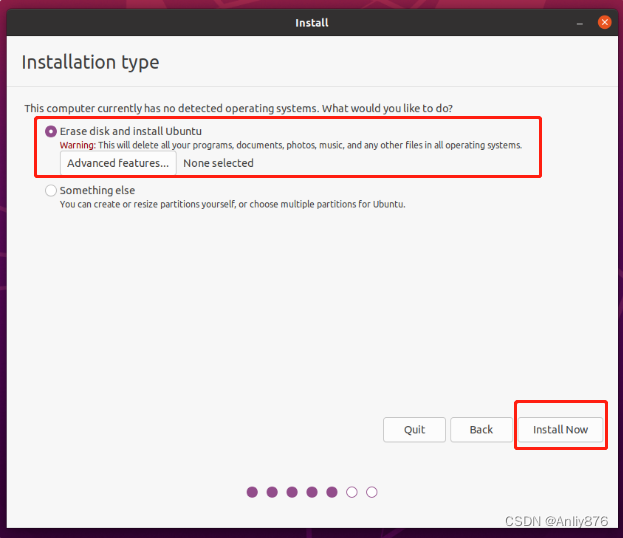 Install
Installation type
This computer currently has no detected operating systems. What would you like to do?
Erase disk and install Ubuntu
Warning: This will delete all your programs, documents, photos, music, and any other files in all operating systems.
Advanced features... None selected
Something else
You can create or resize partitions yourself, or choose multiple partitions for Ubuntu.
Quit Back Install Now
CSDN @Anliy876